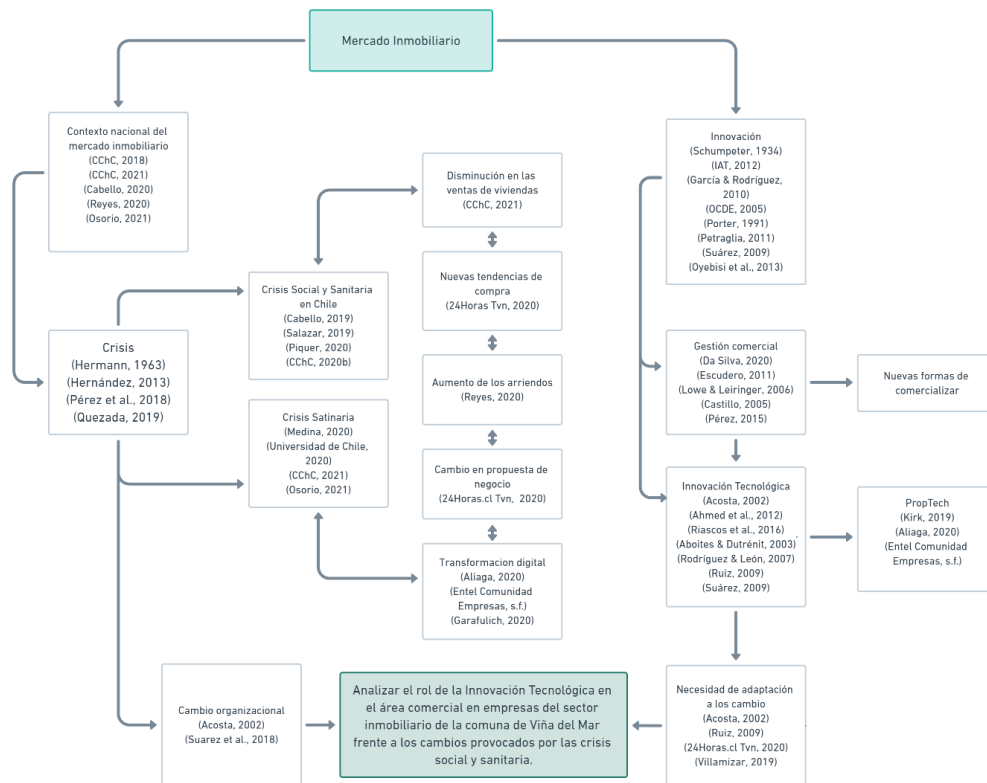 Mercado Inmobiliario
Contexto nacional del
mercado inmobiliario
(CChC, 2018)
(CChC, 2021)
(Cabello, 2020)
(Reyes, 2020)
(Osorio, 2021)
Crisis
(Hermann, 1963)
(Hernández, 2013)
(Pérez et al., 2018)
(Quezada, 2019)
Crisis Social y Sanitaria
en Chile
(Cabello, 2019)
(Salazar, 2019)
(Piquer, 2020)
(CChC, 2020b)
Crisis Satinaria
(Medina, 2020)
(Universidad de Chile,
2020)
(CChC, 2021)
(Osorio, 2021)
Disminución en las
ventas de viviendas
(CChC, 2021)
Nuevas tendencias de
compra
(24Horas Tvn, 2020)
Aumento de los arriendos
(Reyes, 2020)
Cambio en propuesta de
negocio
(24Horas.cl Tvn, 2020)
Transformacion digital
(Aliaga, 2020)
(Entel Comunidad
Empresas, s.f.)
(Garafulich, 2020)
Innovación
(Schumpeter, 1934)
(IAT, 2012)
(García & Rodríguez,
2010)
(OCDE, 2005)
(Porter, 1991)
(Petraglia, 2011)
(Suárez, 2009)
(Oyebisi et al., 2013)
Gestión comercial
(Da Silva, 2020)
(Escudero, 2011)
(Lowe & Leiringer, 2006)
(Castillo, 2005)
(Pérez, 2015)
Nuevas formas de
comercializar
Innovación Tecnológica
(Acosta, 2002)
(Ahmed et al., 2012)
(Riascos et al., 2016)
(Aboites & Dutrénit, 2003)
(Rodríguez & León, 2007)
(Ruiz, 2009)
(Suárez, 2009)
PropTech
(Kirk, 2019)
(Aliaga, 2020)
(Entel Comunidad
Empresas, s.f.)
Cambio organizacional
(Acosta, 2002)
(Suarez et al., 2018)
Analizar el rol de la Innovación Tecnológica en
el área comercial en empresas del sector
inmobiliario de la comuna de Viña del Mar
frente a los cambios provocados por las crisis
social y sanitaria.
Necesidad de adaptación
a los cambio
(Acosta, 2002)
(Ruiz, 2009)
(24Horas.cl Tvn, 2020)
(Villamizar, 2019)